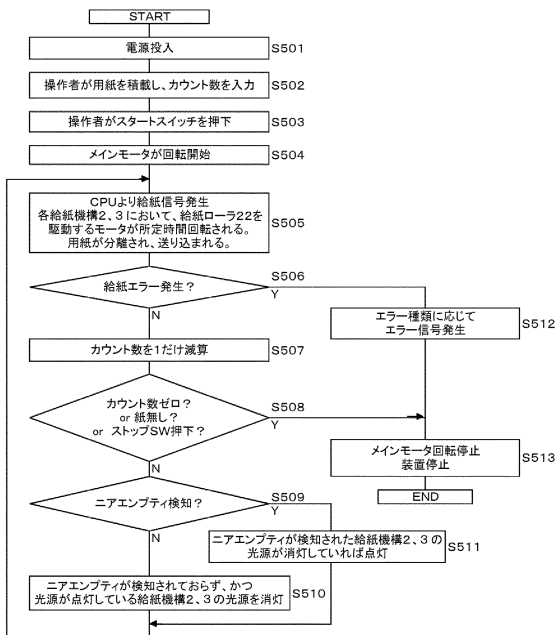 START
電源投入
S501
操作者が用紙を積載し、カウント数を入力
S502
操作者がスタートスイッチを押下
S503
メインモータが回転開始
S504
CPUより給紙信号発生
各給紙機構2、3において、給紙ローラ22を
駆動するモータが所定時間回転される。
用紙が分離され、送り込まれる。
S505
給紙エラー発生?
S506
Y
N
エラー種類に応じて
エラー信号発生
S512
カウント数を1だけ減算
S507
カウント数ゼロ?
or 紙無し?
or ストップSW押下?
S508
Y
N
メインモータ回転停止
装置停止
S513
END
ニアエンプティ検知?
S509
Y
N
ニアエンプティが検知された給紙機構2、3の
光源が消灯していれば点灯
S511
ニアエンプティが検知されておらず、かつ
光源が点灯している給紙機構2、3の光源を消灯
S510